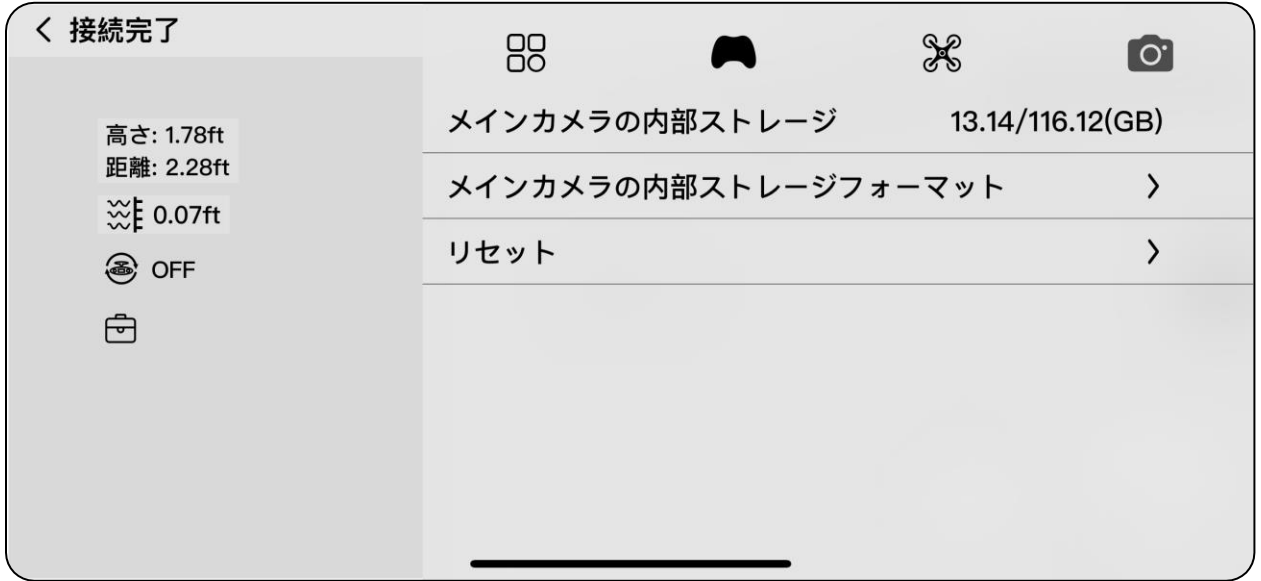 接続完了
高さ: 1.78ft
距離: 2.28ft
0.07ft
OFF
メインカメラの内部ストレージ 13.14/116.12(GB)
メインカメラの内部ストレージフォーマット
リセット